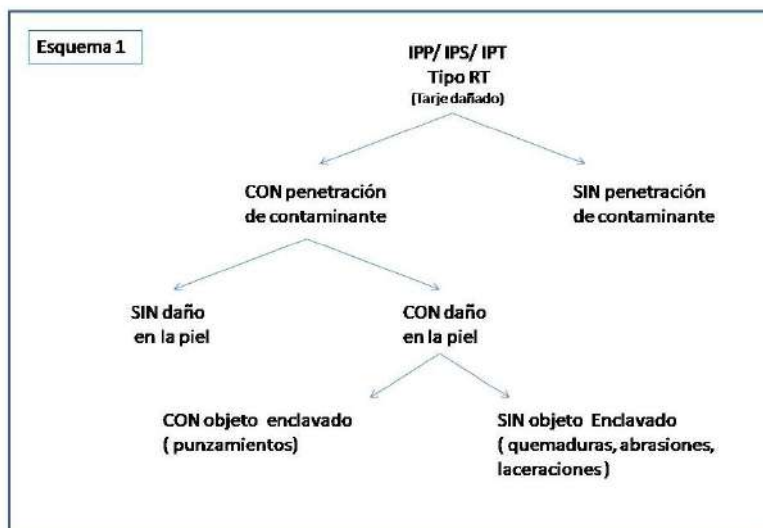 Esquema 1
IPP/ IPS/ IPT
Tipo RT
(Tarje dañado)
CON penetración
de contaminante
SIN penetración
de contaminante
SIN daño
en la piel
CON daño
en la piel
CON objeto enclavado
( punzamientos)
SIN objeto Enclavado
( quemaduras, abrasiones,
laceraciones )